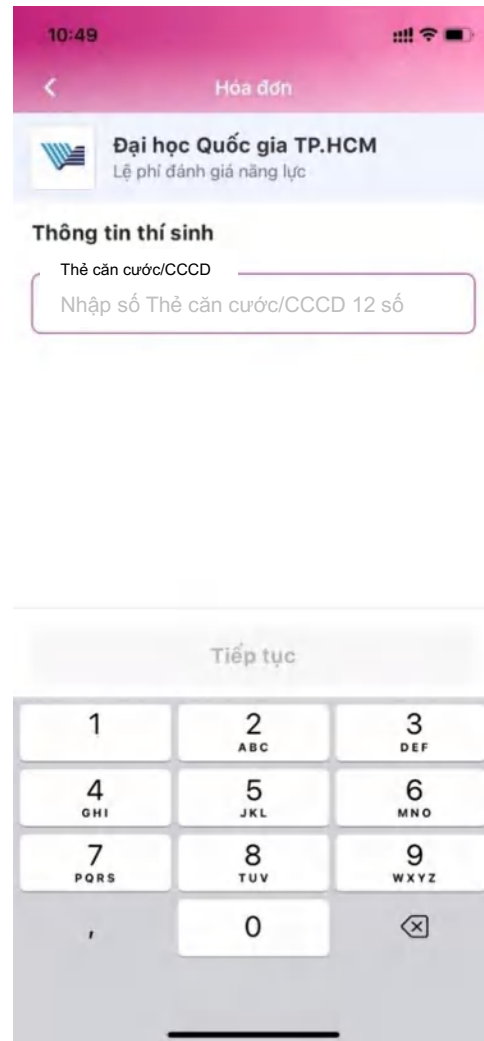 10:49
Hóa đơn
Đại học Quốc gia TP.HCM
Lệ phí đánh giá năng lực
Thông tin thí sinh
Thẻ căn cước/CCCD
Nhập số Thẻ căn cước/CCCD 12 số
Tiếp tục
1 2 3
ABC DEF
4 5 6
GHI JKL MNO
7 8 9
PQRS TUV WXYZ
, 0